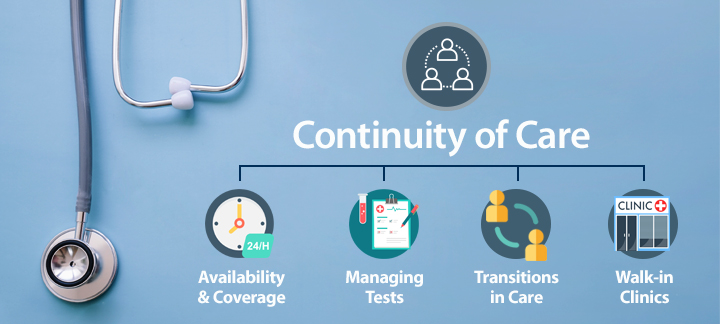 Continuity of Care
24/H
CLINIC
Availability
& Coverage
Managing
Tests
Transitions
in Care
Walk-in
Clinics